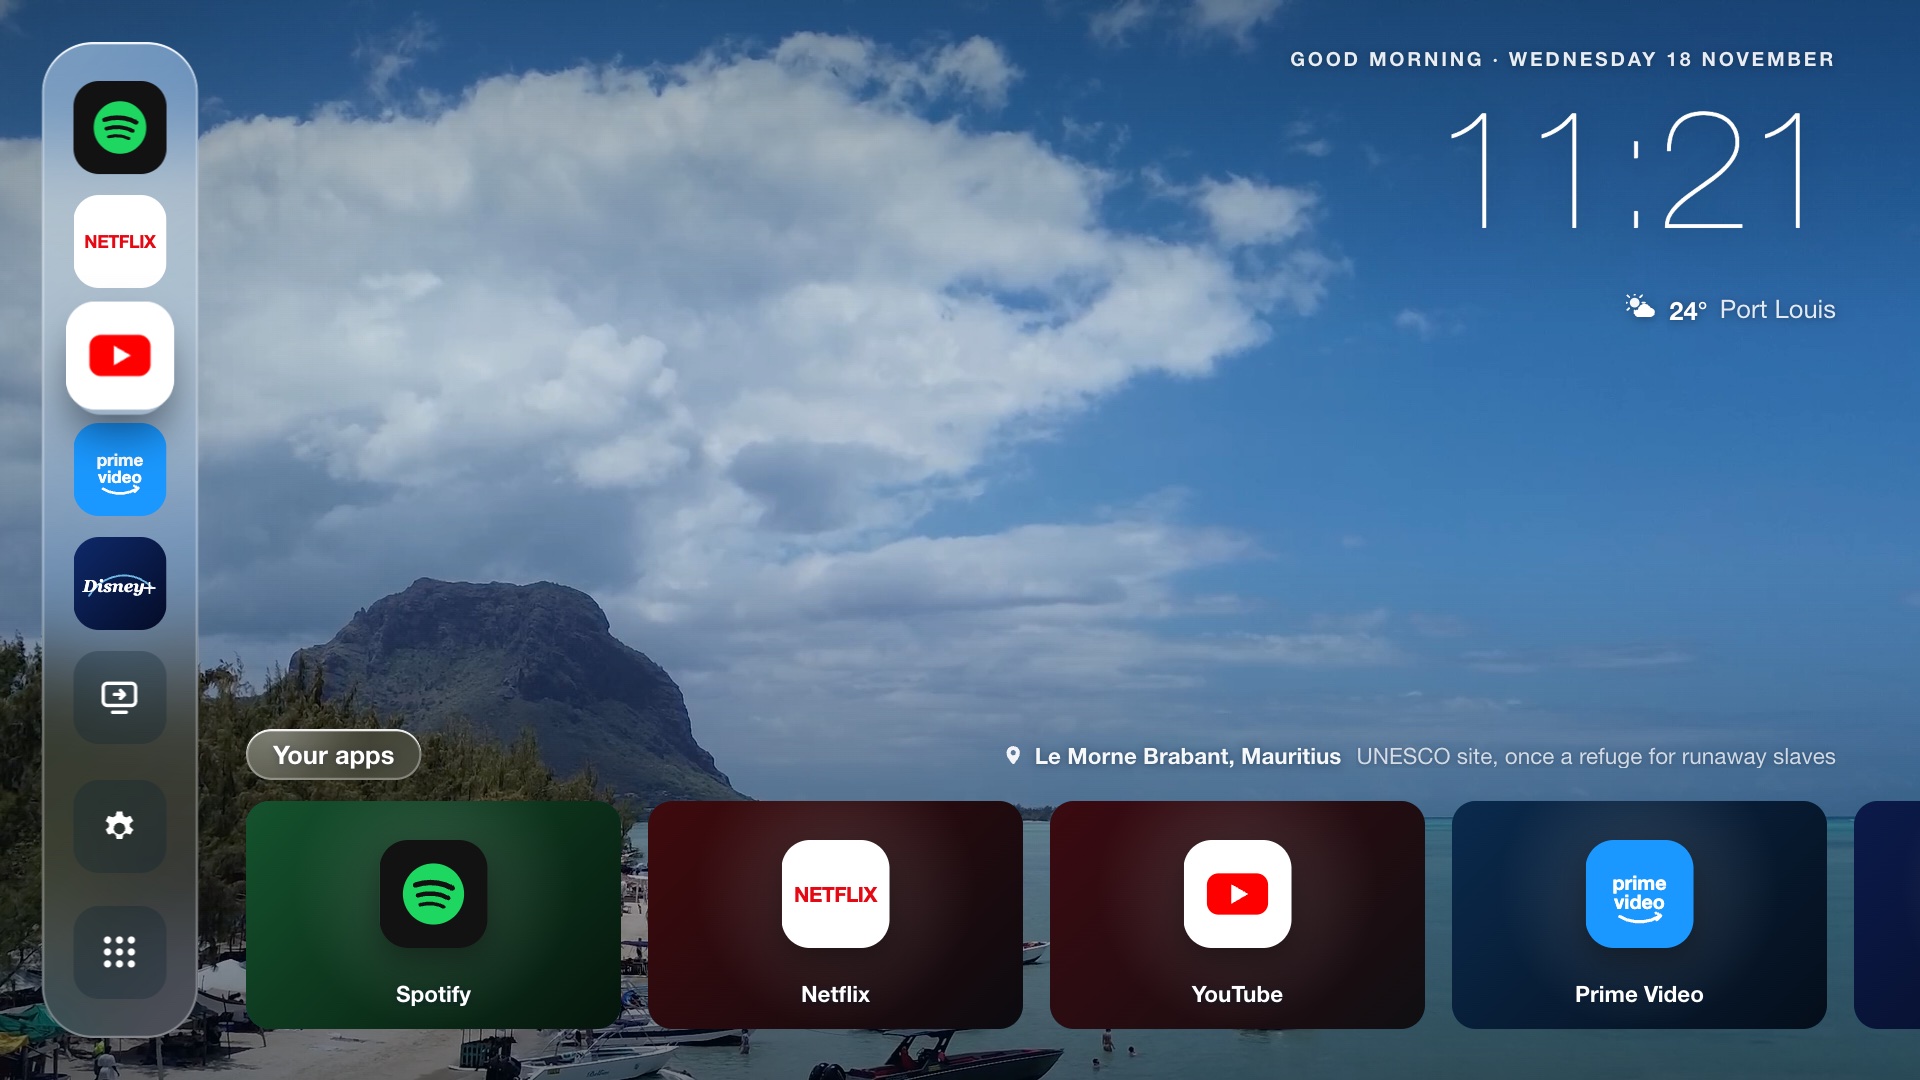 GOOD MORNING · WEDNESDAY 18 NOVEMBER
11:21
24° Port Louis
NETFLIX
prime
video
Disney+
Your apps
Le Morne Brabant, Mauritius UNESCO site, once a refuge for runaway slaves
NETFLIX
prime
video
Spotify
Netflix
YouTube
Prime Video